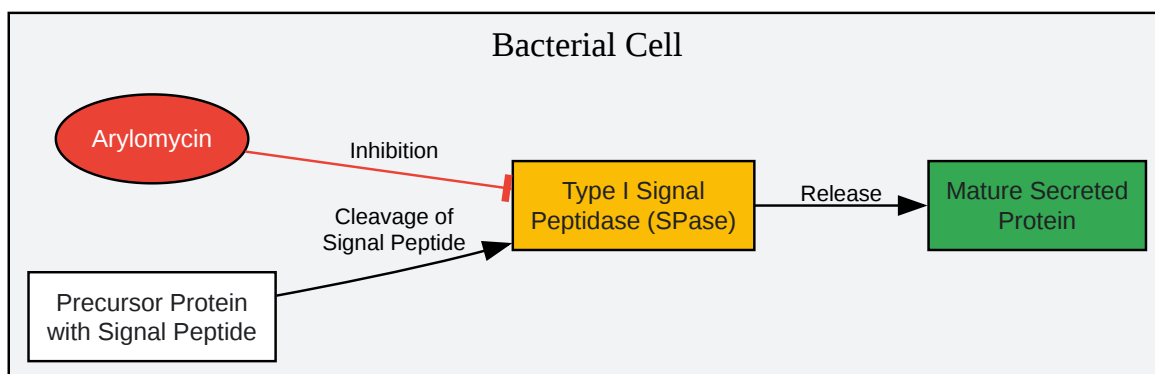 Bacterial Cell
Arylomycin
Inhibition
Cleavage of
Signal Peptide
Precursor Protein
with Signal Peptide
Type I Signal
Peptidase (SPase)
Release
Mature Secreted
Protein